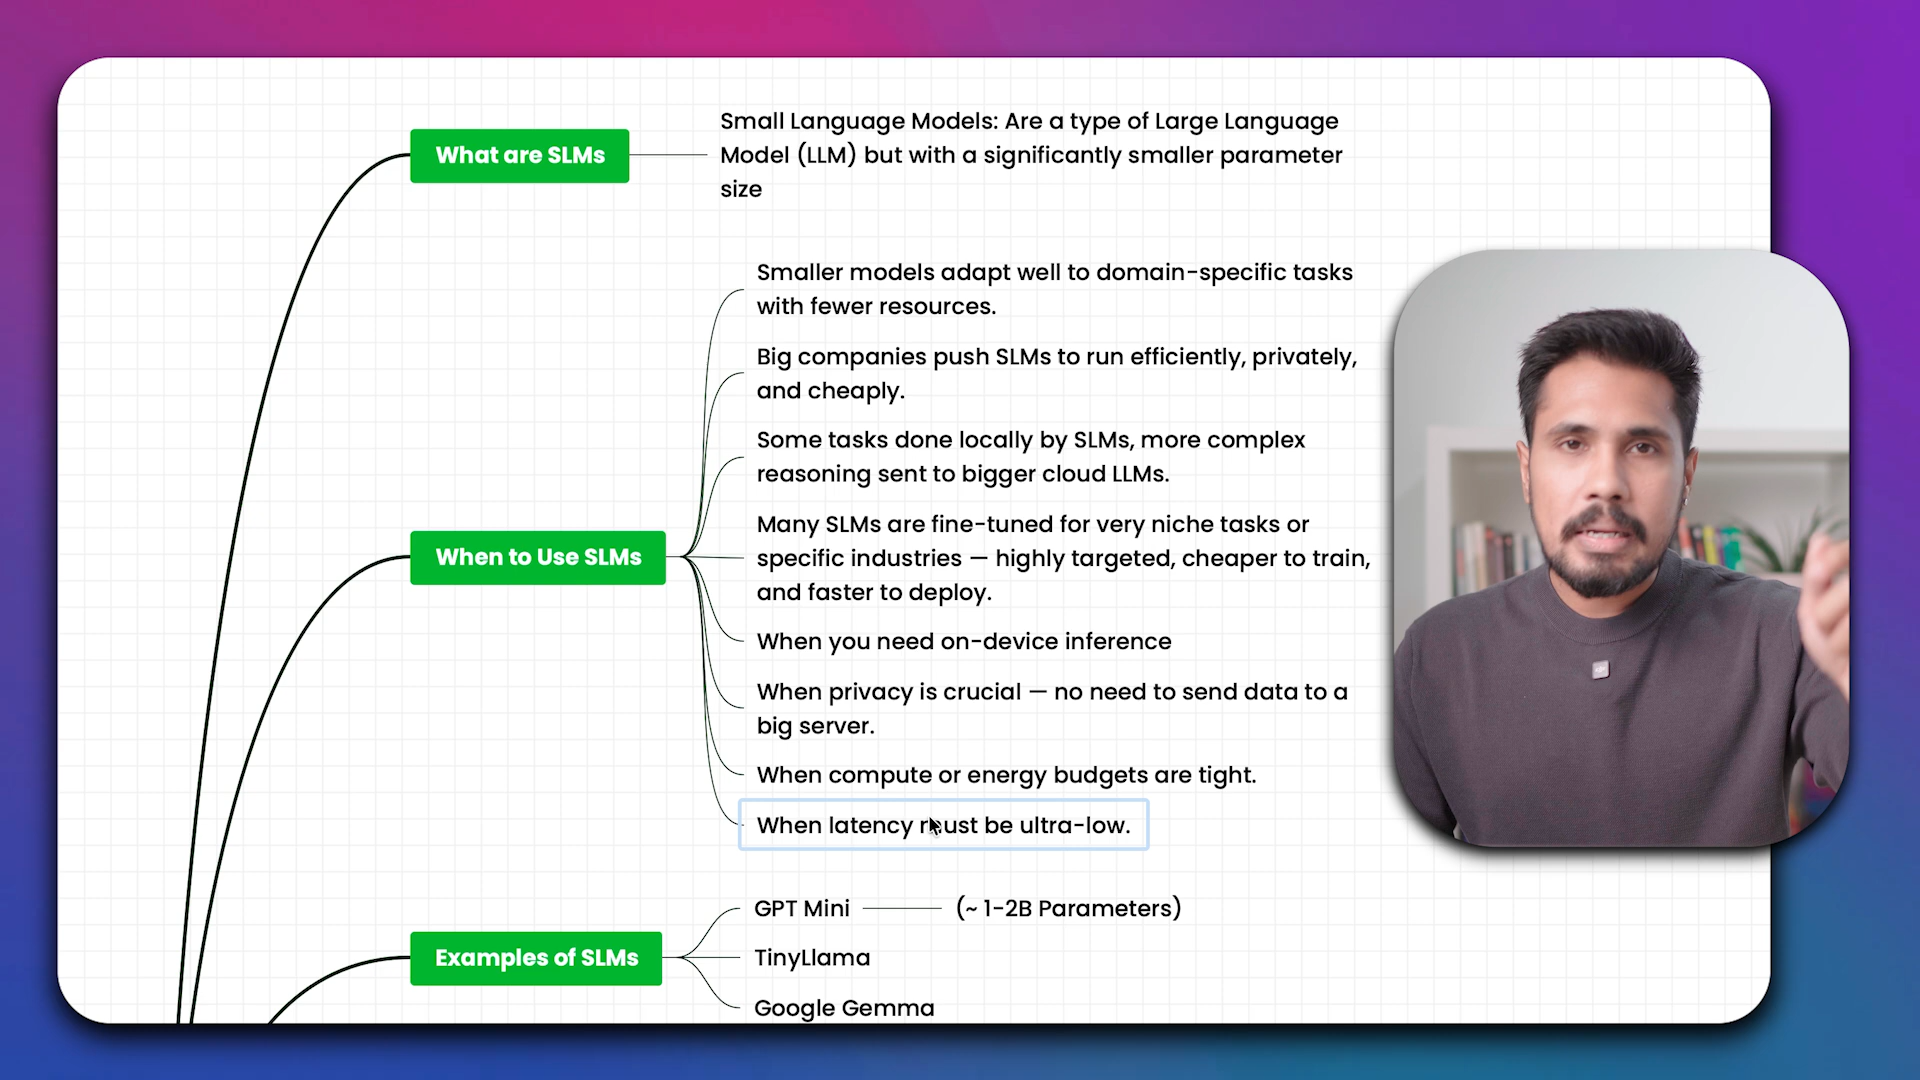 What are SLMs
Small Language Models: Are a type of Large Language
Model (LLM) but with a significantly smaller parameter
size
When to Use SLMs
Smaller models adapt well to domain-specific tasks
with fewer resources.
Big companies push SLMs to run efficiently, privately,
and cheaply.
Some tasks done locally by SLMs, more complex
reasoning sent to bigger cloud LLMs.
Many SLMs are fine-tuned for very niche tasks or
specific industries — highly targeted, cheaper to train,
and faster to deploy.
When you need on-device inference
When privacy is crucial — no need to send data to a
big server.
When compute or energy budgets are tight.
When latency must be ultra-low.
Examples of SLMs
GPT Mini (~ 1-2B Parameters)
TinyLlama
Google Gemma